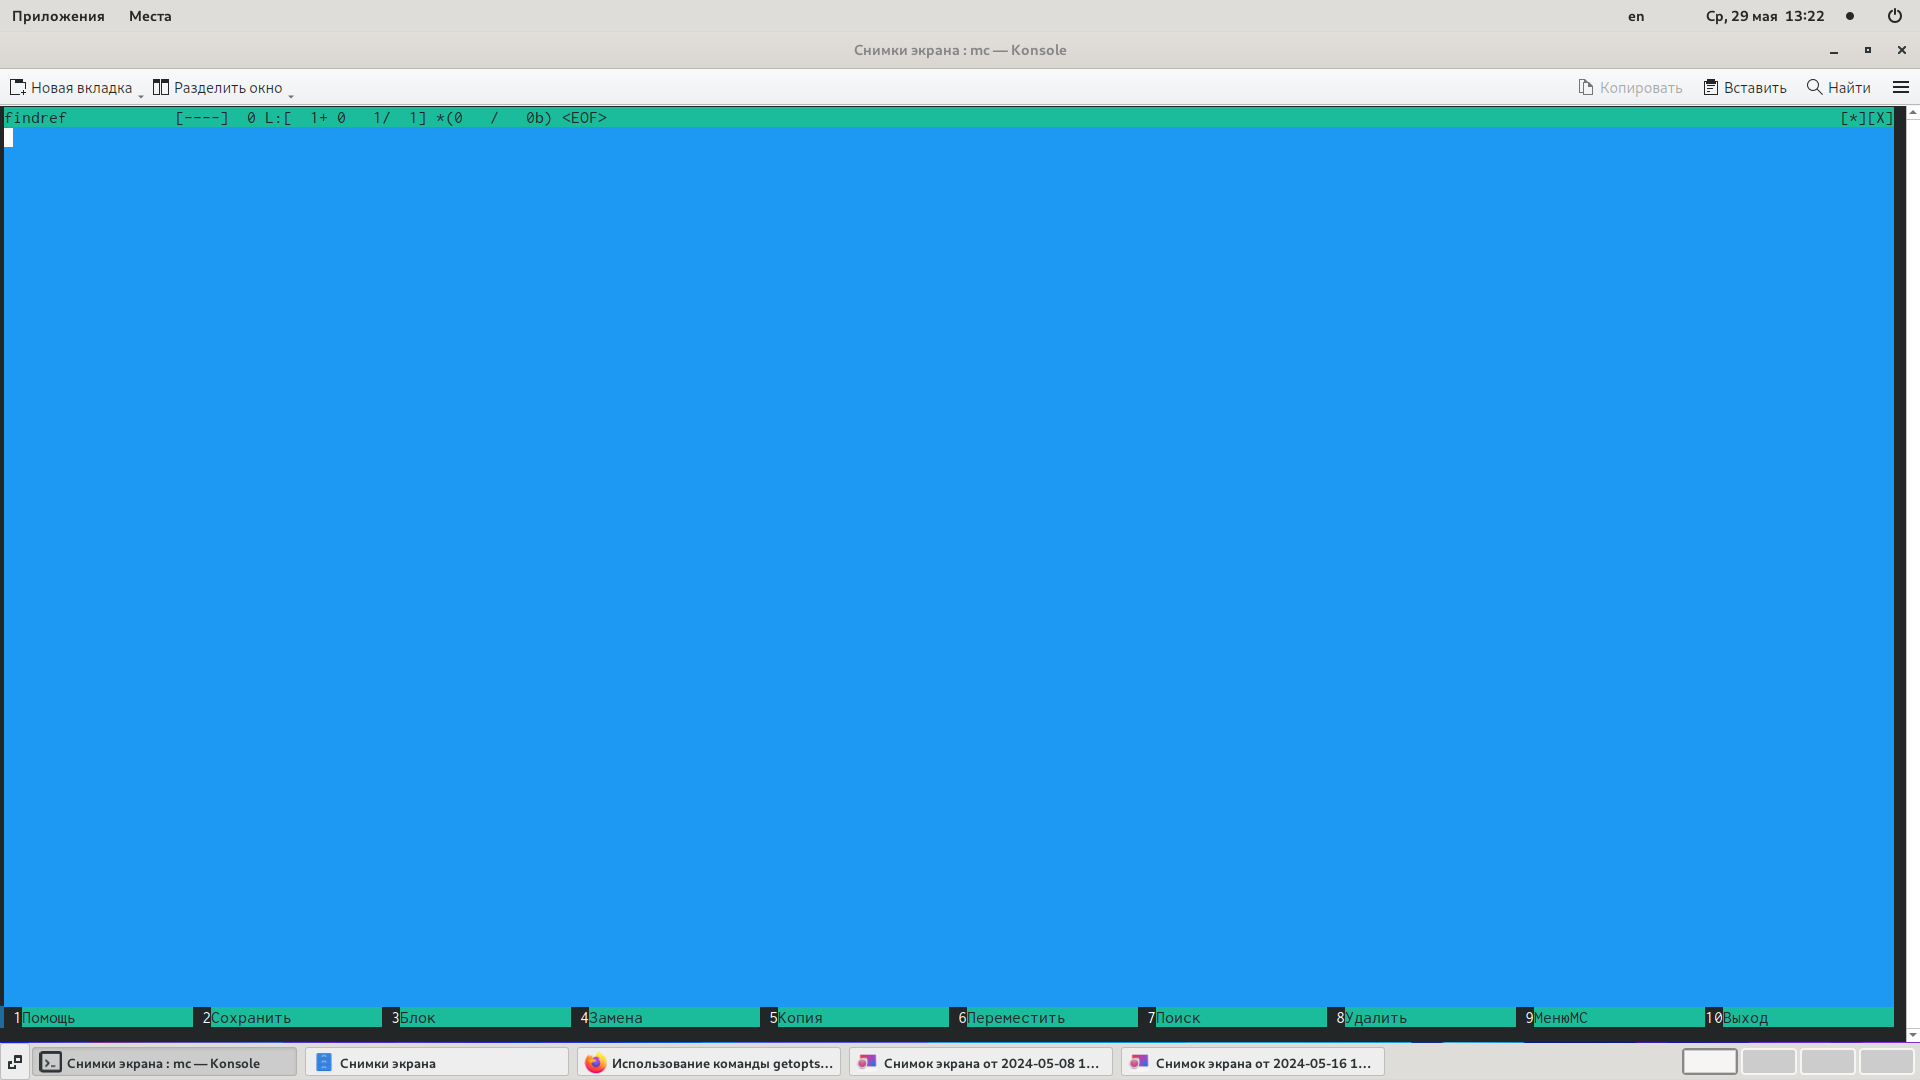 Приложения Места en Ср, 29 мая 13:22
Снимки экрана : mc — Konsole
Новая вкладка Разделить окно Копировать Вставить Найти
findref [----] 0 L:[ 1+ 0 1/ 1] *(0 / 0b) <EOF> [*][X]
1Помощь 2Сохранить 3Блок 4Замена 5Копия 6Переместить 7Поиск 8Удалить 9МенюMC 10Выход
Снимки экрана : mc — Konsole Снимки экрана Использование команды getopts... Снимок экрана от 2024-05-08 1... Снимок экрана от 2024-05-16 1...